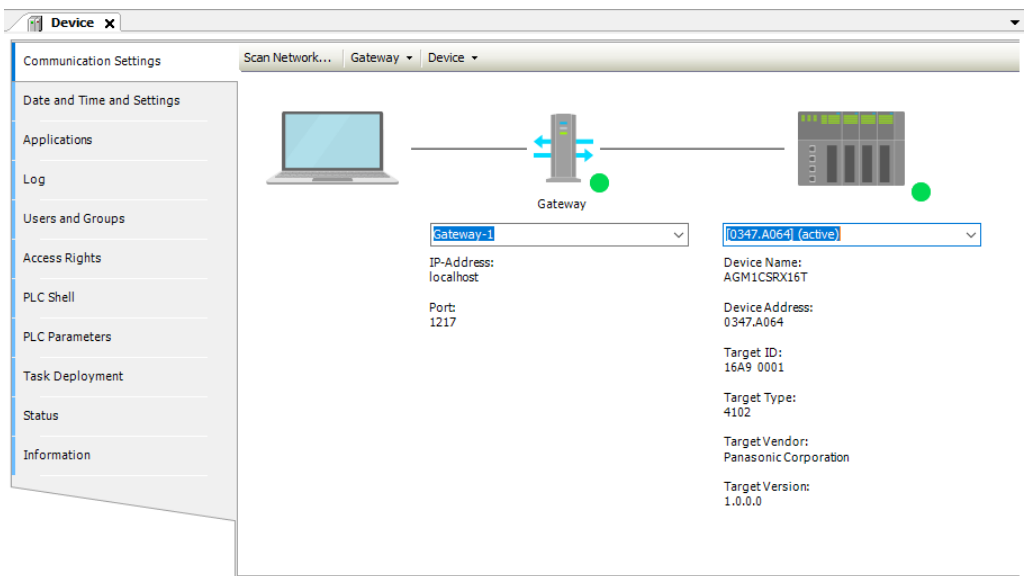 Device
Communication Settings
Date and Time and Settings
Applications
Log
Users and Groups
Access Rights
PLC Shell
PLC Parameters
Task Deployment
Status
Information
Scan Network... Gateway Device
Gateway
Gateway-1
IP-Address:
localhost
Port:
1217
[0347.A064] (active)
Device Name:
AGM1CSRX16T
Device Address:
0347.A064
Target ID:
16A9 0001
Target Type:
4102
Target Vendor:
Panasonic Corporation
Target Version:
1.0.0.0